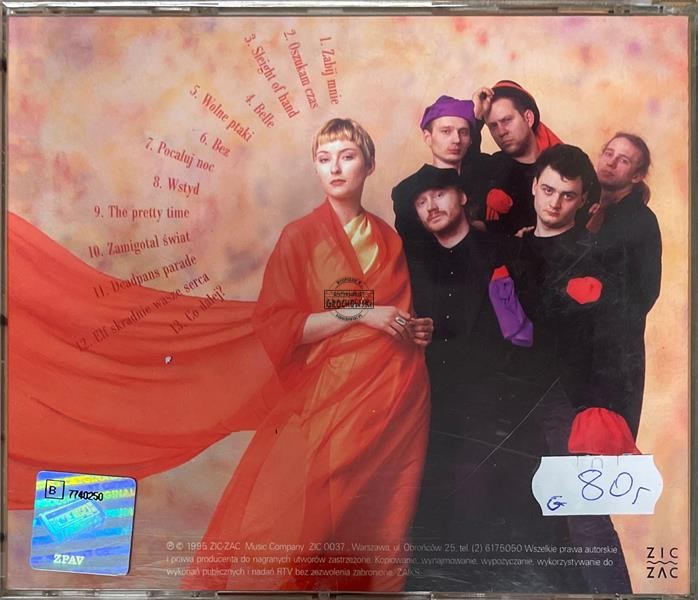 1. Zabij mnie
2. Oszukam czas
3. Sleight of hand
4. Belle
5. Wolne ptaki
6. Bez
7. Pocałuj noc
8. Wstyd
9. The pretty time
10. Zamigotał świat
11. Deadpans parade
12. Elf skradnie wasze serca
13. Co dalej?
GROCHOWSKI
B 7740250
ZPAV
G 80,-
℗ © 1995 ZIC-ZAC Music Company ZIC 0037 . Warszawa, ul. Obrońców 25, tel. (2) 6175050 Wszelkie prawa autorskie
i prawa producenta do nagranych utworów zastrzeżone. Kopiowanie, wynajmowanie, wypożyczanie, wykorzystywanie do
wykonań publicznych i nadań RTV bez zezwolenia zabronione. ZAIKS
ZIC
ZAC